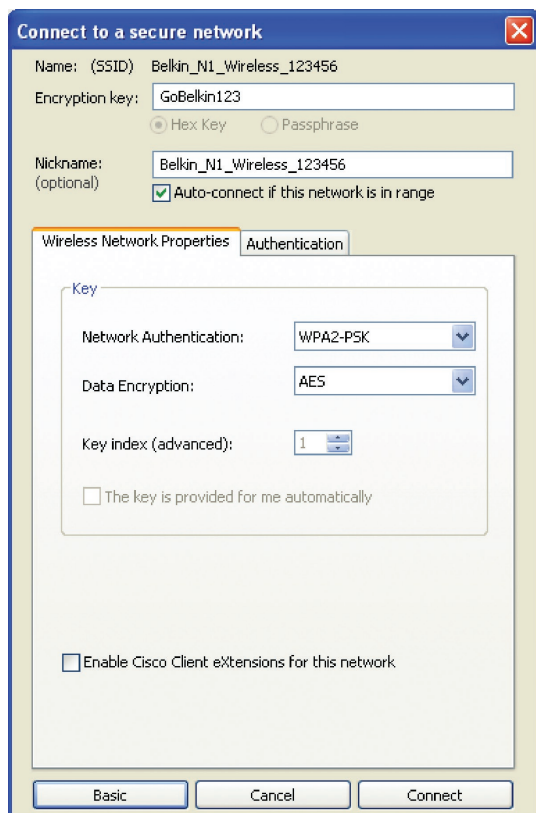 Connect to a secure network
Name: (SSID) Belkin_N1_Wireless_123456
Encryption key: GoBelkin123
Hex Key Passphrase
Nickname: Belkin_N1_Wireless_123456
(optional)
Auto-connect if this network is in range
Wireless Network Properties Authentication
Key
Network Authentication: WPA2-PSK
Data Encryption: AES
Key index (advanced): 1
The key is provided for me automatically
Enable Cisco Client eXtensions for this network
Basic Cancel Connect